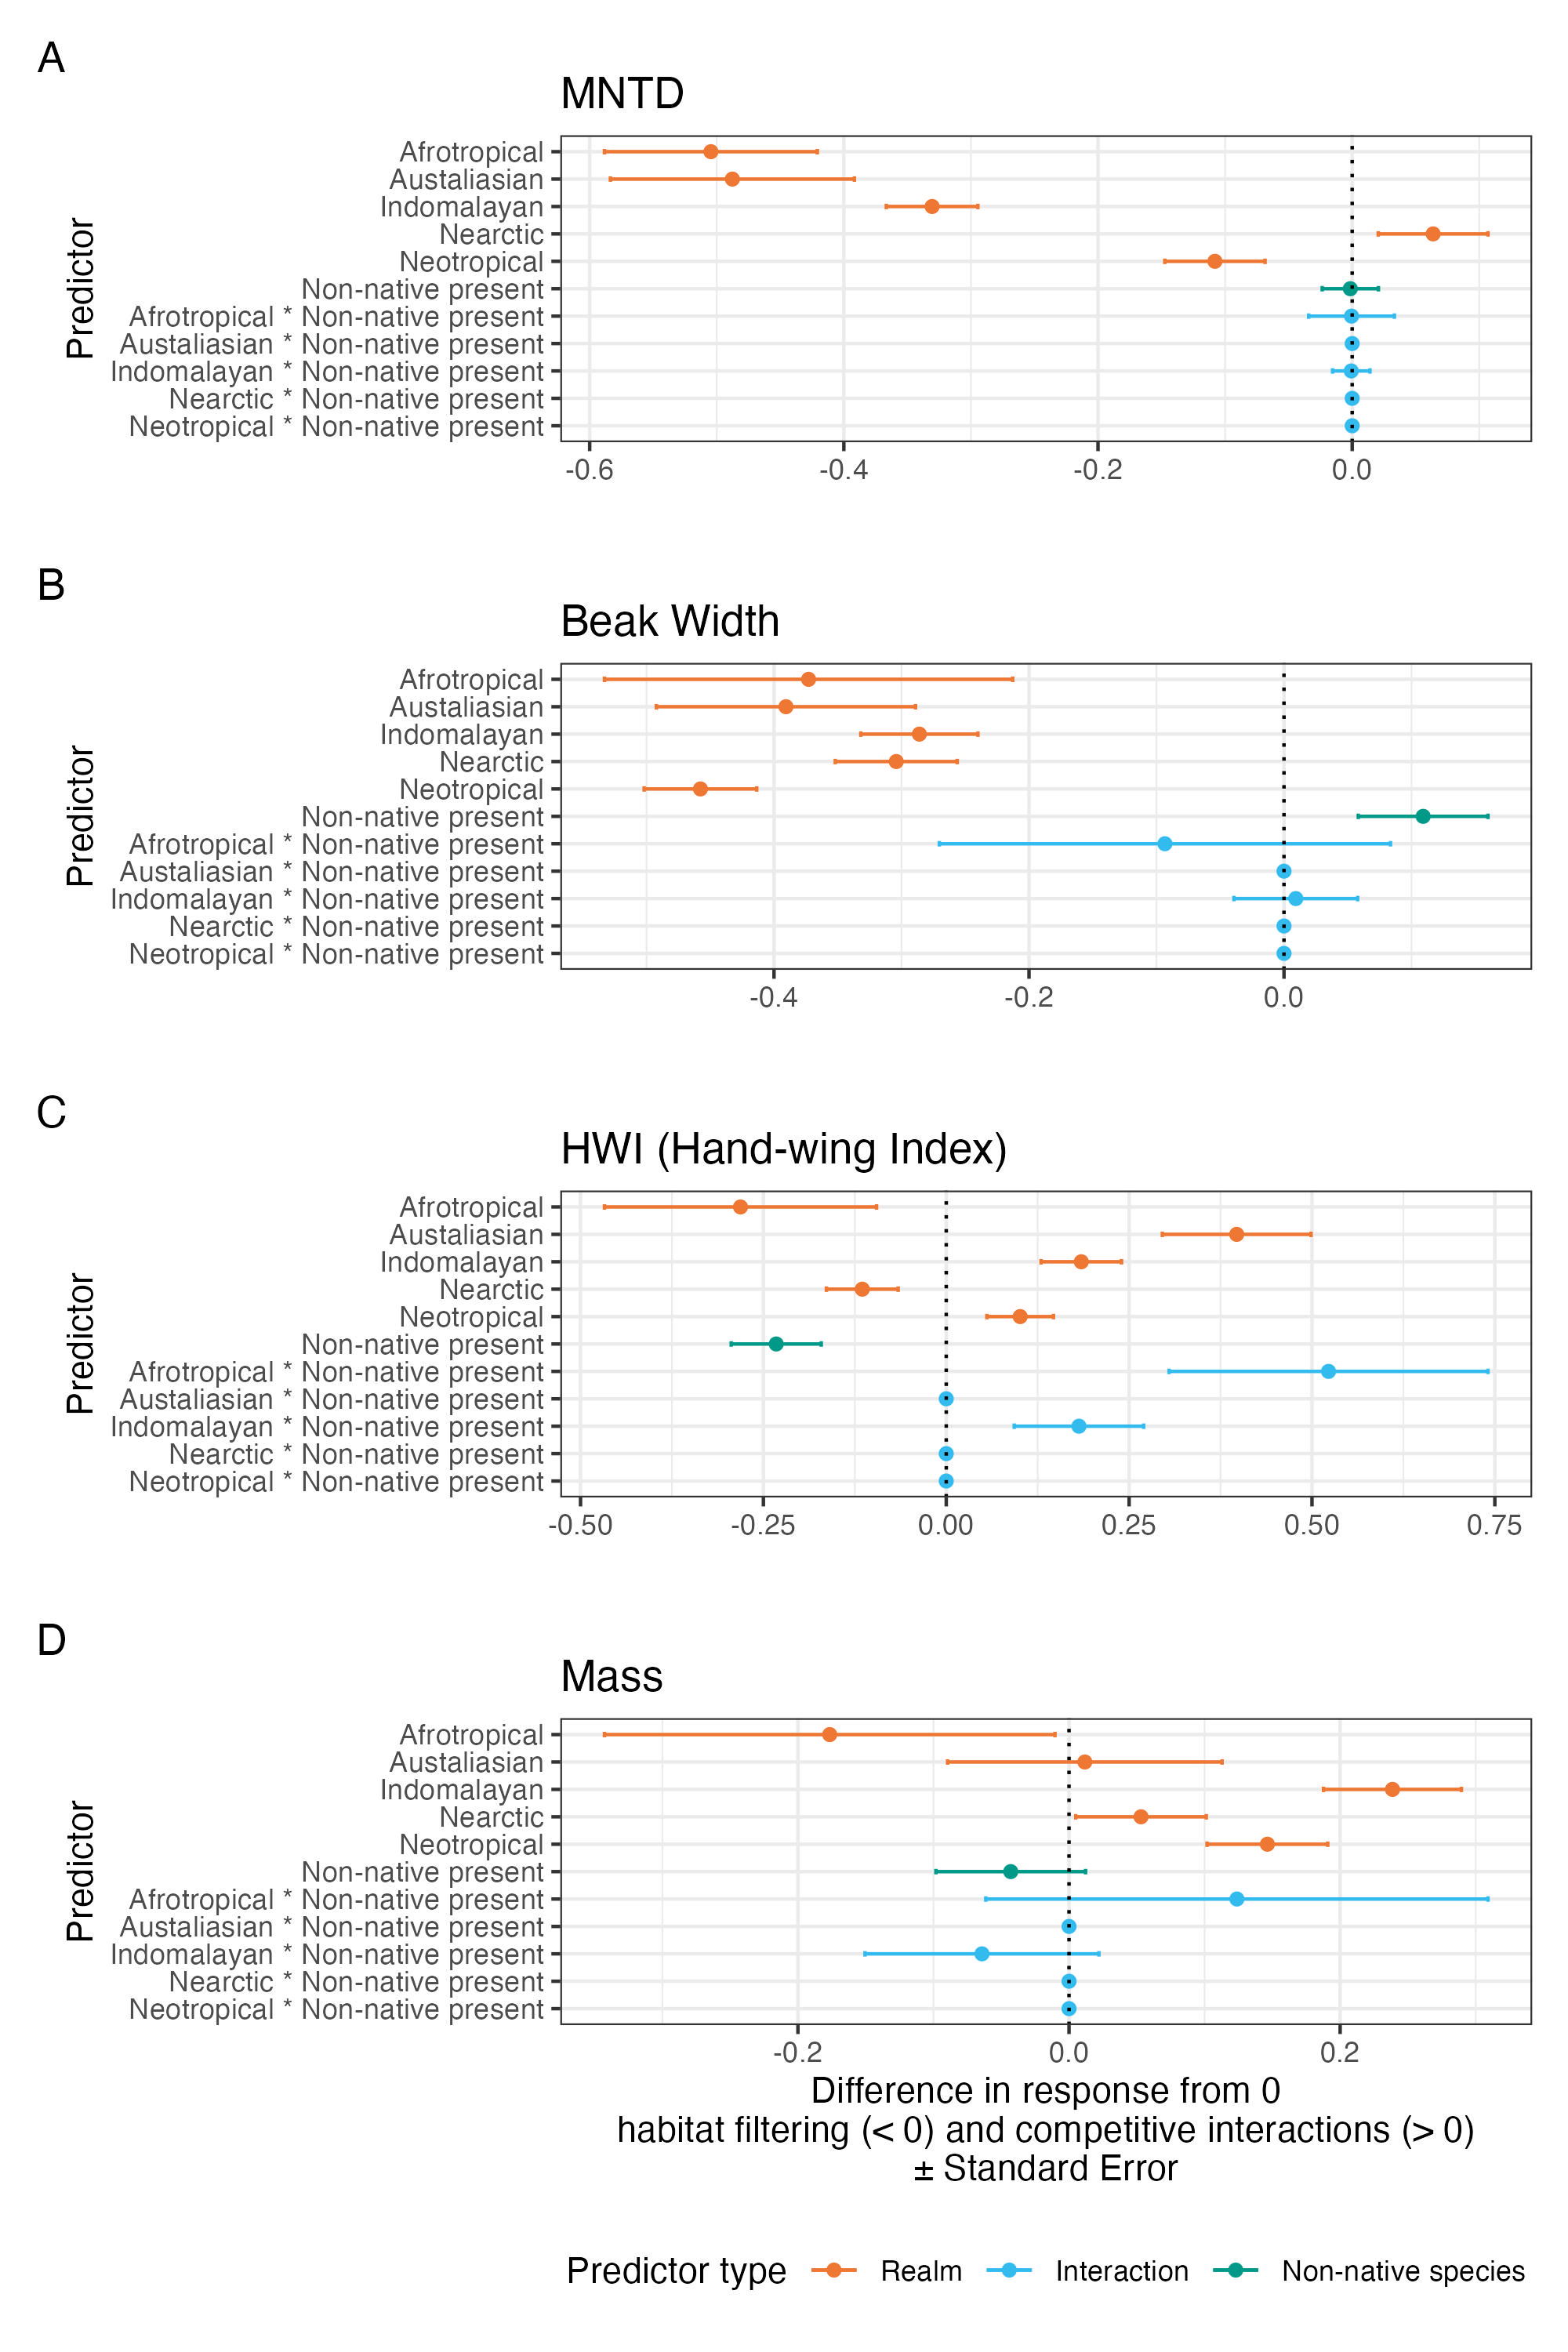 A
MNTD
Predictor
Afrotropical
Austaliasian
Indomalayan
Nearctic
Neotropical
Non-native present
Afrotropical * Non-native present
Austaliasian * Non-native present
Indomalayan * Non-native present
Nearctic * Non-native present
Neotropical * Non-native present
-0.6 -0.4 -0.2 0.0
B
Beak Width
Predictor
Afrotropical
Austaliasian
Indomalayan
Nearctic
Neotropical
Non-native present
Afrotropical * Non-native present
Austaliasian * Non-native present
Indomalayan * Non-native present
Nearctic * Non-native present
Neotropical * Non-native present
-0.4 -0.2 0.0
C
HWI (Hand-wing Index)
Predictor
Afrotropical
Austaliasian
Indomalayan
Nearctic
Neotropical
Non-native present
Afrotropical * Non-native present
Austaliasian * Non-native present
Indomalayan * Non-native present
Nearctic * Non-native present
Neotropical * Non-native present
-0.50 -0.25 0.00 0.25 0.50 0.75
D
Mass
Predictor
Afrotropical
Austaliasian
Indomalayan
Nearctic
Neotropical
Non-native present
Afrotropical * Non-native present
Austaliasian * Non-native present
Indomalayan * Non-native present
Nearctic * Non-native present
Neotropical * Non-native present
-0.2 0.0 0.2
Difference in response from 0
habitat filtering (< 0) and competitive interactions (> 0)
± Standard Error
Predictor type Realm Interaction Non-native species